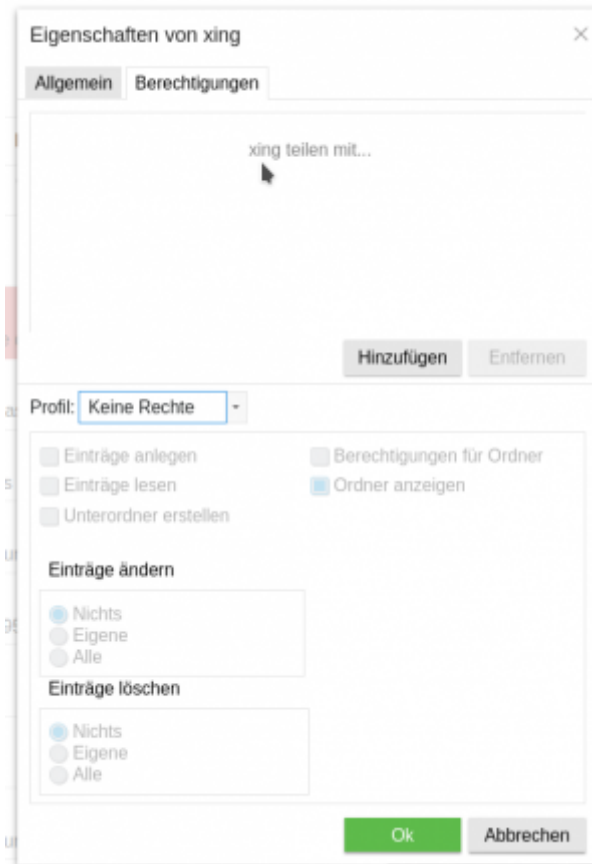 Eigenschaften von xing
Allgemein Berechtigungen
xing teilen mit...
Hinzufügen Entfernen
Profil: Keine Rechte
Einträge anlegen Berechtigungen für Ordner
Einträge lesen Ordner anzeigen
Unterordner erstellen
Einträge ändern
Nichts
Eigene
Alle
Einträge löschen
Nichts
Eigene
Alle
Ok Abbrechen